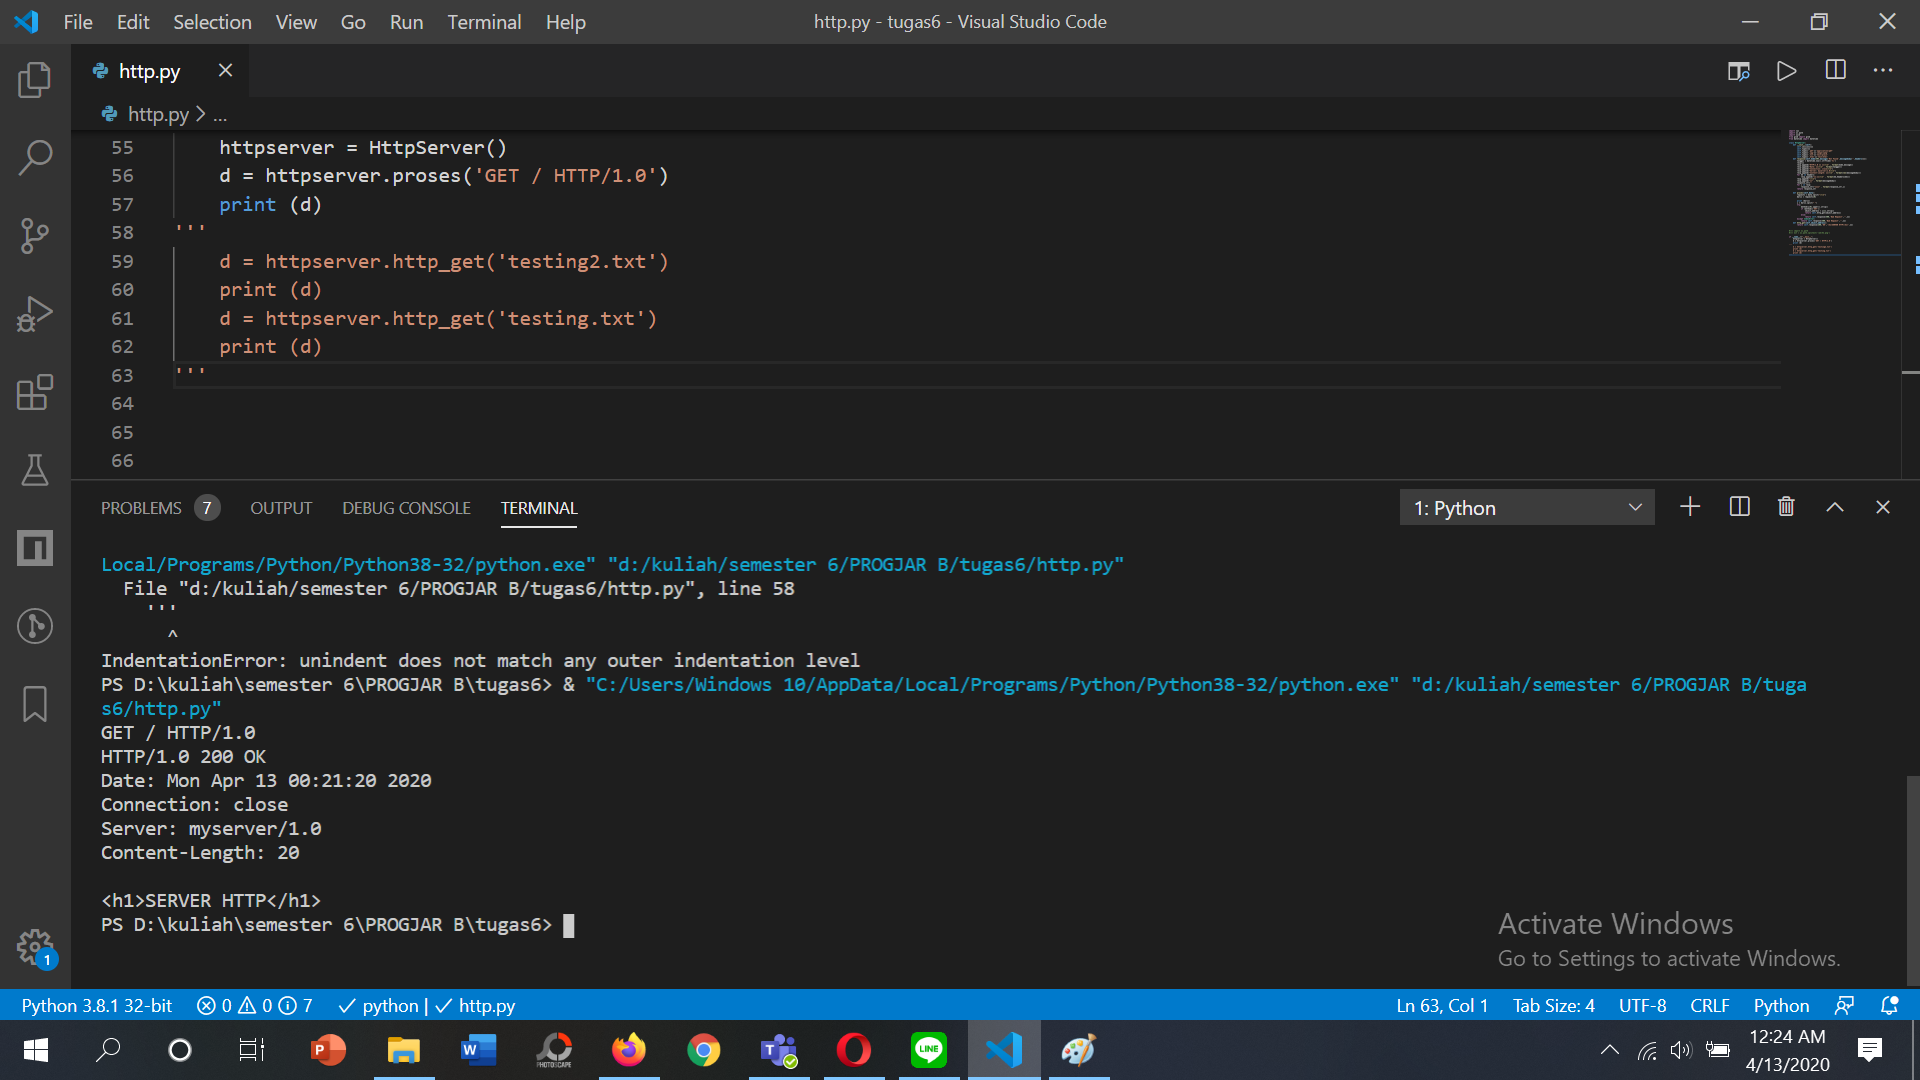 File Edit Selection View Go Run Terminal Help
http.py - tugas6 - Visual Studio Code
http.py
http.py > ...
55 httpserver = HttpServer()
56 d = httpserver.proses('GET / HTTP/1.0')
57 print (d)
58 '''
59 d = httpserver.http_get('testing2.txt')
60 print (d)
61 d = httpserver.http_get('testing.txt')
62 print (d)
63 '''
64
65
66
PROBLEMS 7 OUTPUT DEBUG CONSOLE TERMINAL
1: Python
Local/Programs/Python/Python38-32/python.exe" "d:/kuliah/semester 6/PROGJAR B/tugas6/http.py"
File "d:/kuliah/semester 6/PROGJAR B/tugas6/http.py", line 58
'''
^
IndentationError: unindent does not match any outer indentation level
PS D:\kuliah\semester 6\PROGJAR B\tugas6> & "C:/Users/Windows 10/AppData/Local/Programs/Python/Python38-32/python.exe" "d:/kuliah/semester 6/PROGJAR B/tuga
s6/http.py"
GET / HTTP/1.0
HTTP/1.0 200 OK
Date: Mon Apr 13 00:21:20 2020
Connection: close
Server: myserver/1.0
Content-Length: 20
<h1>SERVER HTTP</h1>
PS D:\kuliah\semester 6\PROGJAR B\tugas6>
Activate Windows
Go to Settings to activate Windows.
1
Python 3.8.1 32-bit 0 0 7 python | http.py
Ln 63, Col 1 Tab Size: 4 UTF-8 CRLF Python
P
W
PHOTOSCAPE
T
LINE
12:24 AM
4/13/2020